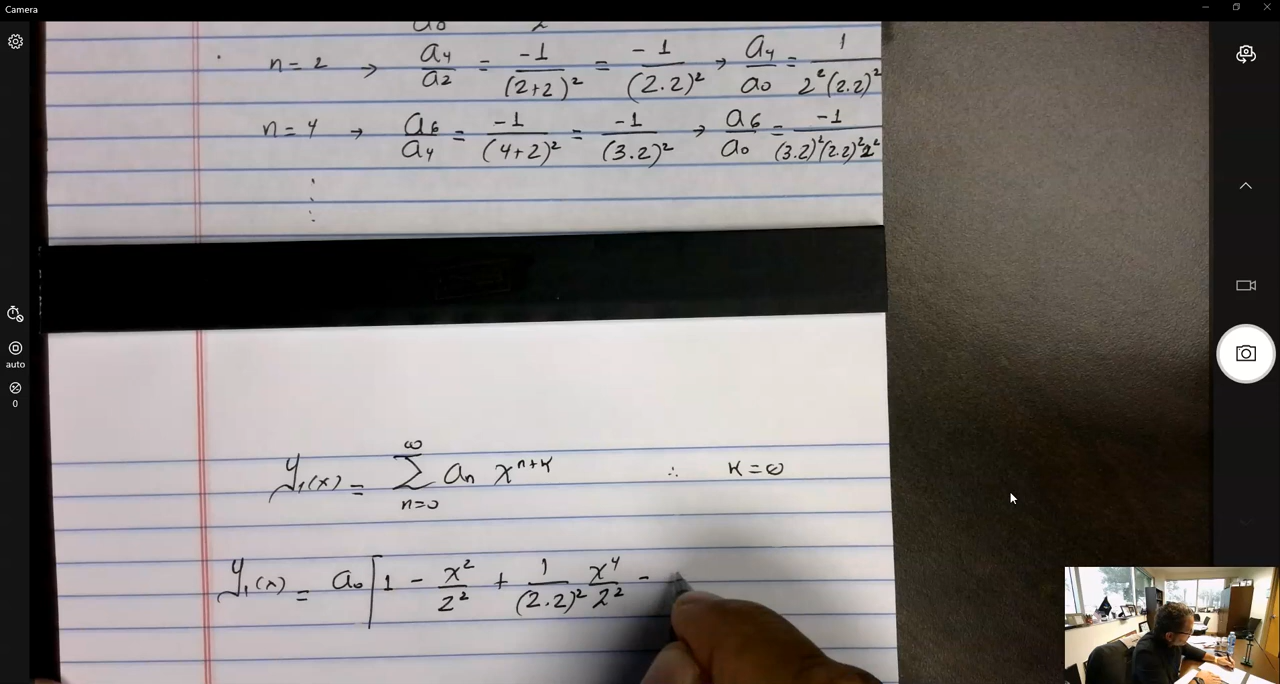 Camera
n = 2 → a4/a2 = -1/(2+2)² = -1/(2.2)² → a4/a0 = 1/2²(2.2)²
n = 4 → a6/a4 = -1/(4+2)² = -1/(3.2)² → a6/a0 = -1/(3.2)²(2.2)²2²
⋮
y₁(x) = ∞ Σ n=0 an x^(n+K) ∴ K = 0
y₁(x) = a0 [ 1 - x²/2² + 1/(2.2)² x⁴/2² -
auto
0